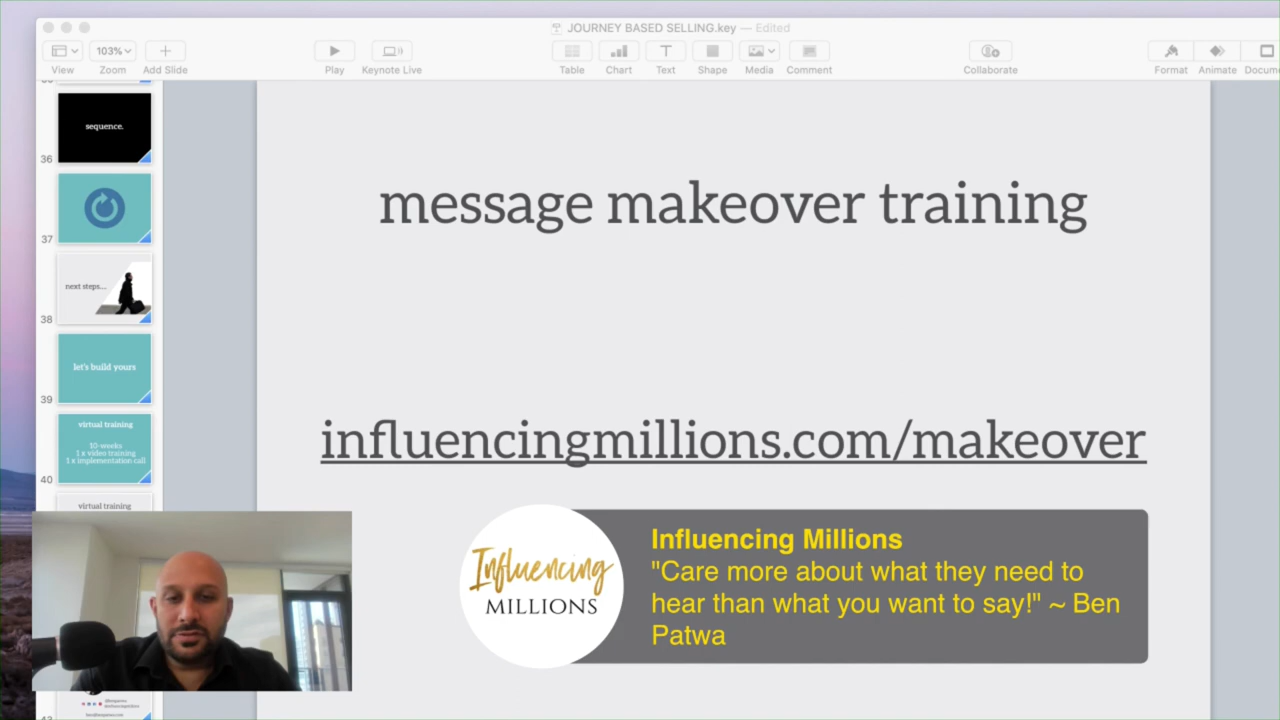 JOURNEY BASED SELLING.key — Edited
103%
View
Zoom
Add Slide
Play
Keynote Live
Table
Chart
Text
Shape
Media
Comment
Collaborate
Format
Animate
Docum
sequence.
36
37
next steps...
38
let's build yours
39
virtual training
10 weeks
1 x video training
1 x implementation call
40
virtual training
message makeover training
influencingmillions.com/makeover
Influencing
MILLIONS
Influencing Millions
"Care more about what they need to
hear than what you want to say!" ~ Ben
Patwa